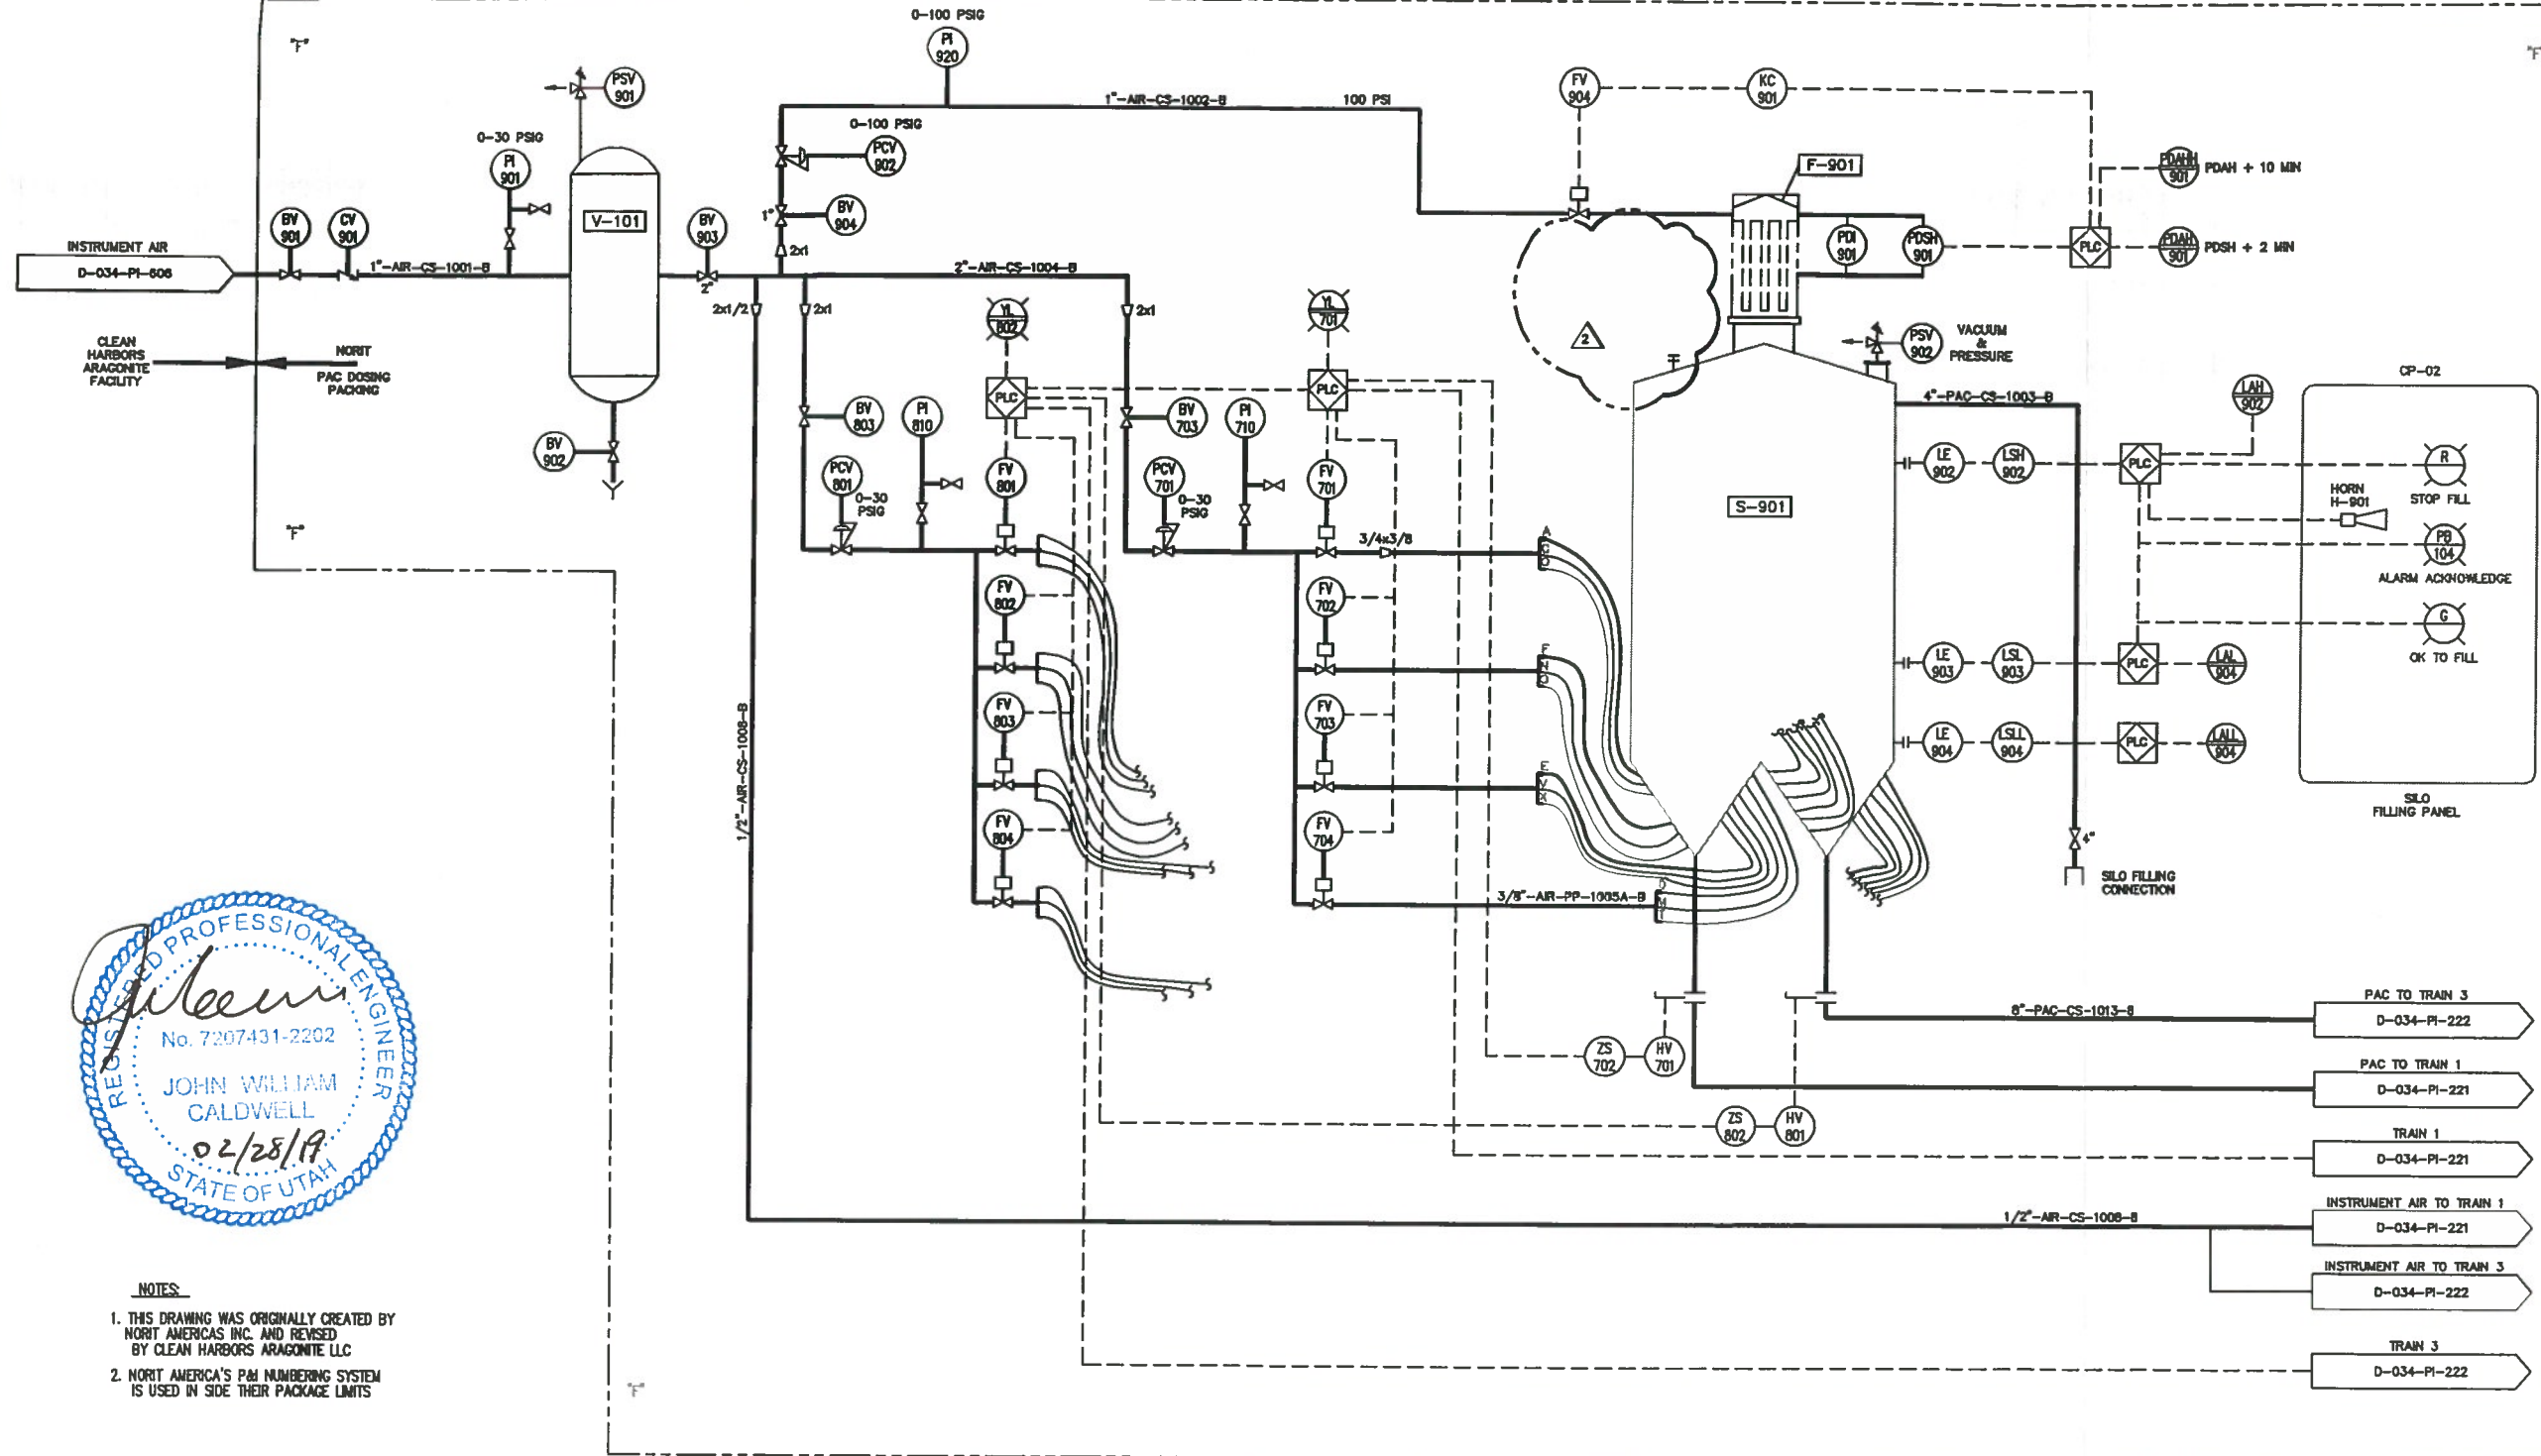 "F"
"F"
0-100 PSIG
PI
920
1"-AIR-CS-1002-B
100 PSI
FV
904
KC
901
PSV
901
0-30 PSIG
PI
901
0-100 PSIG
PCV
902
F-901
PDAHH
901
PDAH + 10 MIN
BV
901
CV
901
V-101
BV
903
2"
1"
BV
904
2x1
PDI
901
PDSH
901
PLC
PDAH
901
PDSH + 2 MIN
INSTRUMENT AIR
D-034-PI-606
1"-AIR-CS-1001-B
2"-AIR-CS-1004-B
2x1/2
2x1
YL
802
2x1
YL
701
2
PSV
902
VACUUM
&
PRESSURE
CLEAN
HARBORS
ARAGONITE
FACILITY
NORIT
PAC DOSING
PACKING
PLC
PLC
BV
803
PI
810
BV
703
PI
710
4"-PAC-CS-1003-B
LAH
902
CP-02
BV
902
PCV
801
0-30
PSIG
FV
801
PCV
701
0-30
PSIG
FV
701
LE
902
LSH
902
PLC
R
STOP FILL
HORN
H-901
S-901
PB
104
ALARM ACKNOWLEDGE
"F"
3/4x3/8
A
FV
802
FV
702
G
OK TO FILL
F
LE
903
LSL
903
PLC
LAL
904
FV
803
FV
703
LE
904
LSLL
904
PLC
LALL
904
E
SILO
FILLING PANEL
1/2"-AIR-CS-1008-B
FV
804
FV
704
4"
SILO FILLING
CONNECTION
3/8"-AIR-PP-1005A-B
REGISTERED PROFESSIONAL ENGINEER
No. 7207431-2202
JOHN WILLIAM
CALDWELL
02/28/19
STATE OF UTAH
8"-PAC-CS-1013-B
PAC TO TRAIN 3
D-034-PI-222
ZS
702
HV
701
PAC TO TRAIN 1
D-034-PI-221
ZS
802
HV
801
TRAIN 1
D-034-PI-221
1/2"-AIR-CS-1008-B
INSTRUMENT AIR TO TRAIN 1
D-034-PI-221
INSTRUMENT AIR TO TRAIN 3
D-034-PI-222
TRAIN 3
D-034-PI-222
NOTES:
1. THIS DRAWING WAS ORIGINALLY CREATED BY
NORIT AMERICAS INC. AND REVISED
BY CLEAN HARBORS ARAGONITE LLC
2. NORIT AMERICA'S P&I NUMBERING SYSTEM
IS USED IN SIDE THEIR PACKAGE LIMITS
"F"